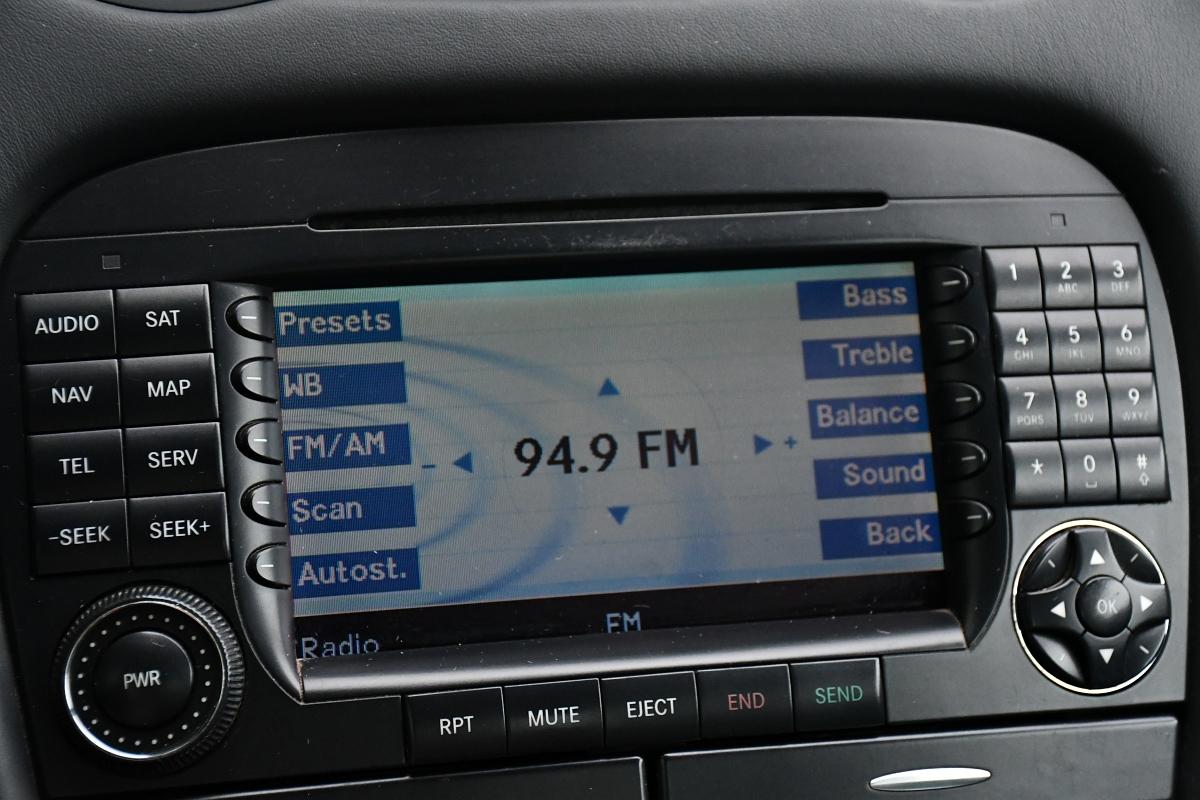 AUDIO SAT
NAV MAP
TEL SERV
-SEEK SEEK+
PWR
Presets
WB
FM/AM
Scan
Autost.
- 94.9 FM +
Bass
Treble
Balance
Sound
Back
Radio
FM
RPT MUTE EJECT END SEND
1 2 3
ABC DEF
4 5 6
GHI JKL MNO
7 8 9
PQRS TUV WXYZ
* 0 #
OK